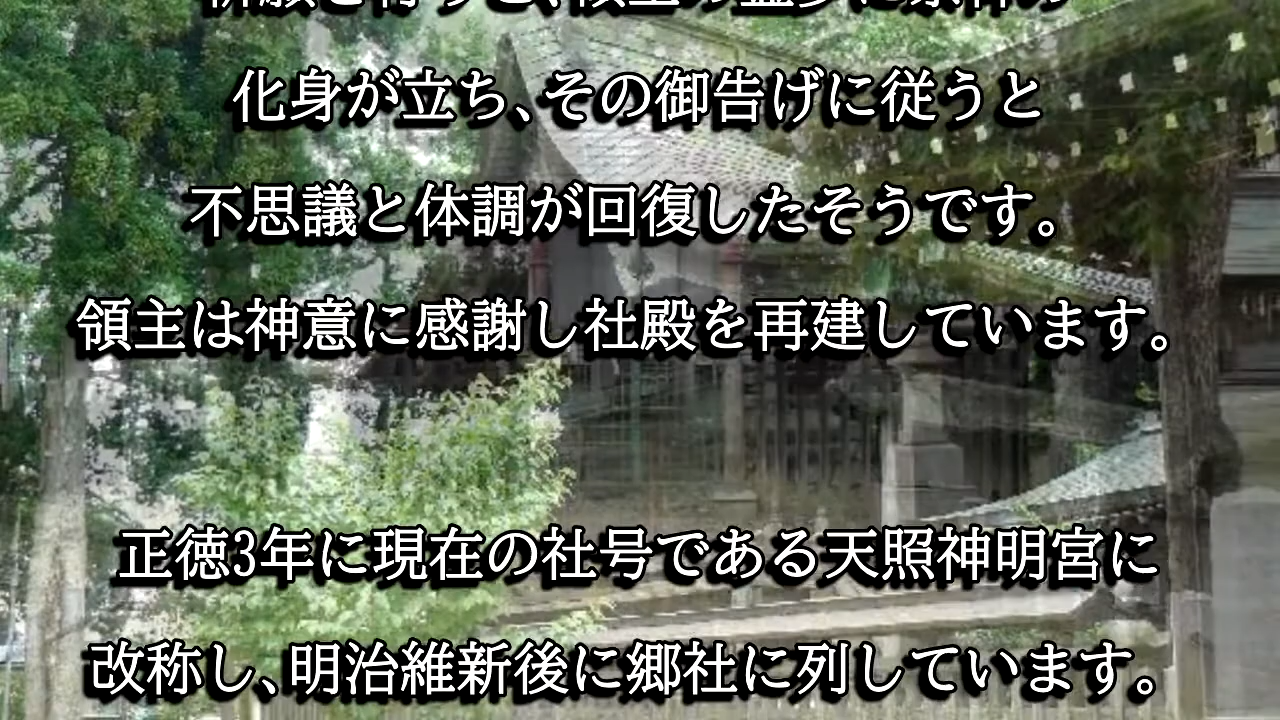 化身が立ち、その御告げに従うと
不思議と体調が回復したそうです。
領主は神意に感謝し社殿を再建しています。
正徳3年に現在の社号である天照神明宮に
改称し、明治維新後に郷社に列しています。